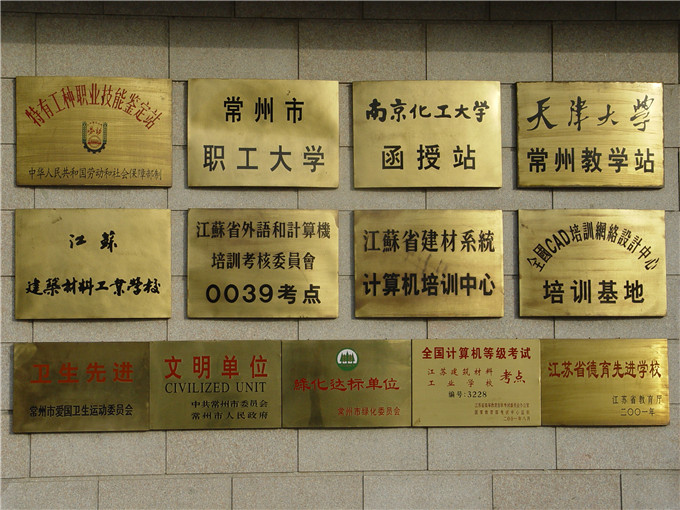 特有工种职业技能鉴定站
中华人民共和国劳动和社会保障部制
常州市
职工大学
南京化工大学
函授站
天津大學
常州教学站
江蘇
建築材料工業學校
江蘇省外語和計算機
培訓考核委員會
0039考点
江蘇省建材系統
计算机培训中心
全國CAD培訓網絡設計中心
培训基地
卫生先进
常州市爱国卫生运动委员会
文明单位
CIVILIZED UNIT
中共常州市委员会
常州市人民政府
绿化达标单位
常州市绿化委员会
全国计算机等级考试
江苏建筑材料
工业学校
考点
编号:3228
江苏省德育先进学校
江苏省教育厅
二〇〇一年